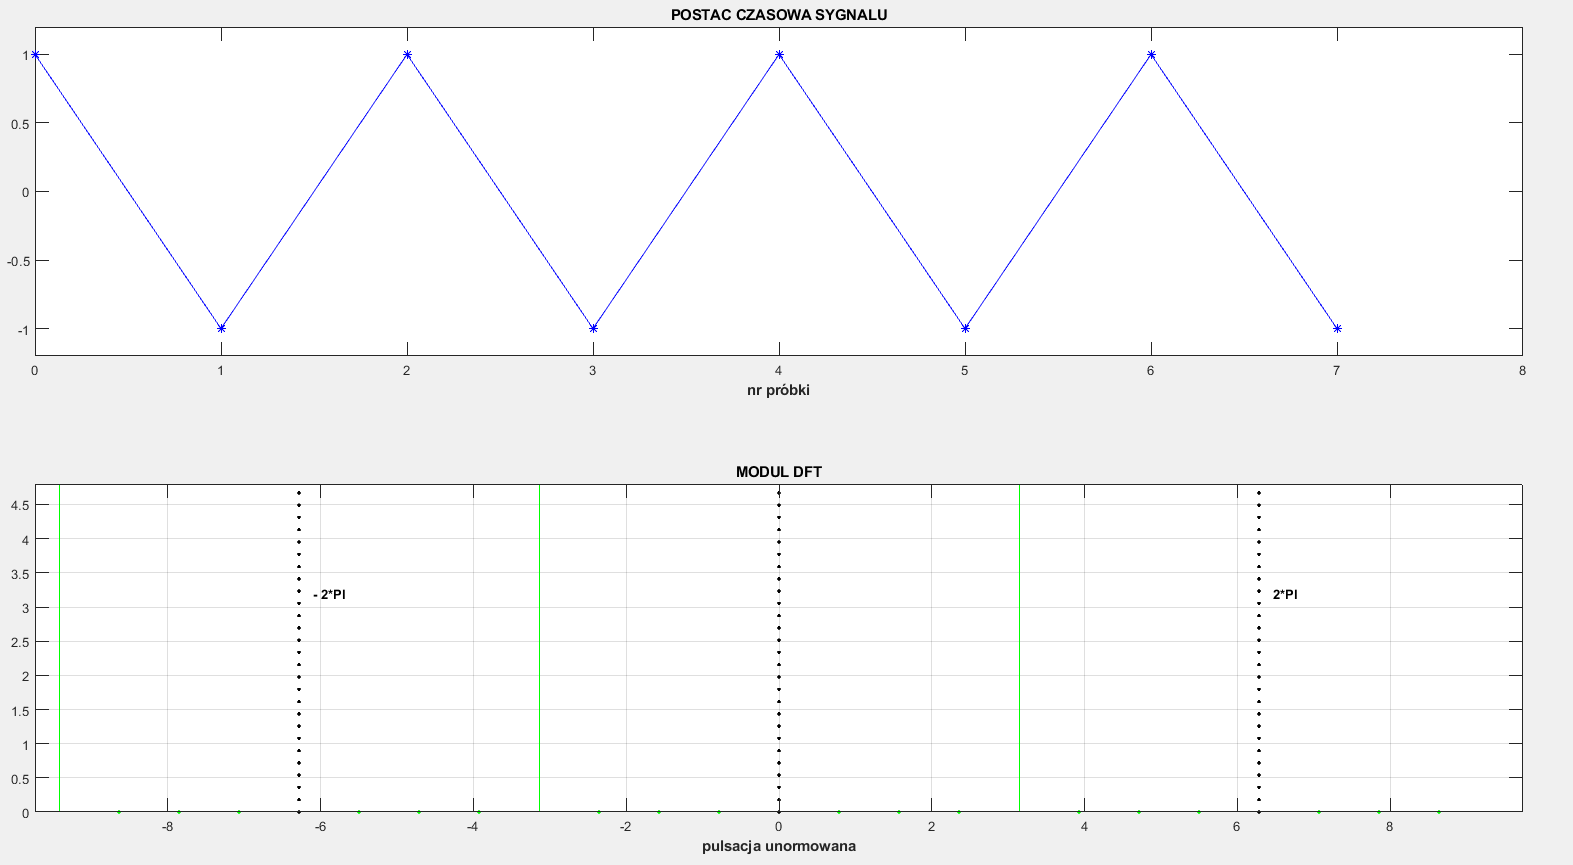 POSTAC CZASOWA SYGNALU
1
0.5
0
-0.5
-1
0 1 2 3 4 5 6 7 8
nr próbki
MODUL DFT
4.5
4
3.5
- 2*PI 2*PI
3
2.5
2
1.5
1
0.5
0
-8 -6 -4 -2 0 2 4 6 8
pulsacja unormowana